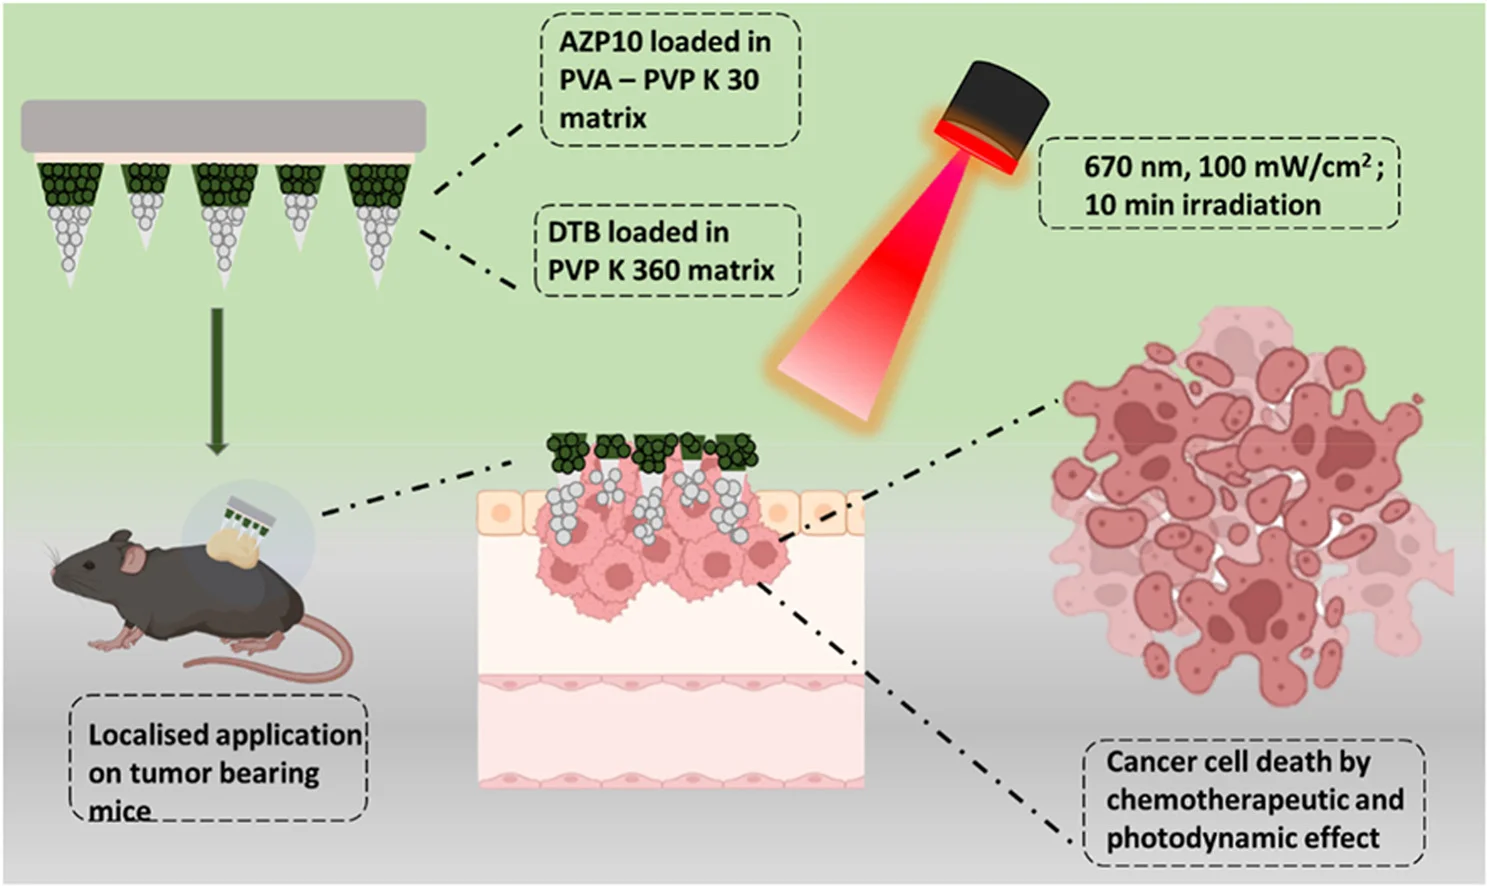 AZP10 loaded in
PVA – PVP K 30
matrix
DTB loaded in
PVP K 360 matrix
670 nm, 100 mW/cm²;
10 min irradiation
Localised application
on tumor bearing
mice
Cancer cell death by
chemotherapeutic and
photodynamic effect